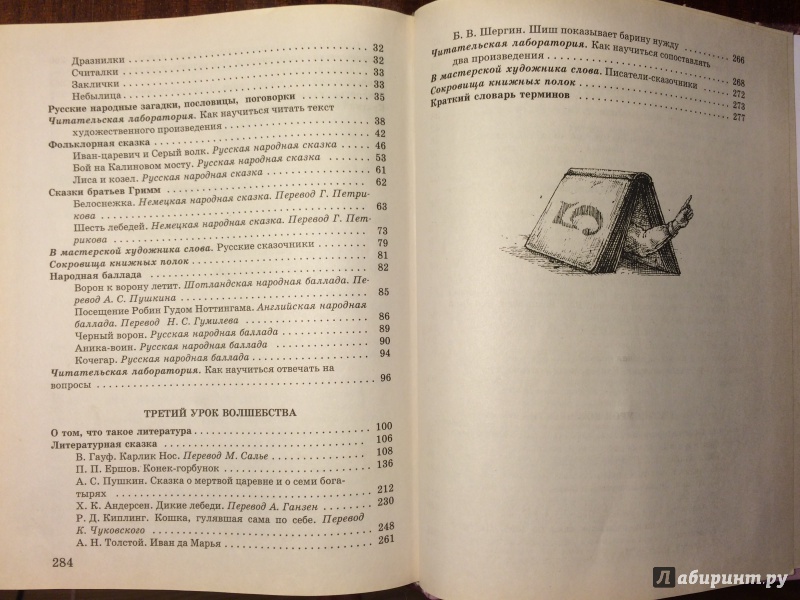 Дразнилки . . . . . . . . . . 32
Считалки . . . . . . . . . . 32
Заклички . . . . . . . . . . 33
Небылица . . . . . . . . . . 33
Русские народные загадки, пословицы, поговорки . . . . . . . . . . 35
Читательская лаборатория. Как научиться читать текст
художественного произведения . . . . . . . . . . 38
Фольклорная сказка . . . . . . . . . . 42
Иван-царевич и Серый волк. Русская народная сказка . . . . . 46
Бой на Калиновом мосту. Русская народная сказка . . . . . 53
Лиса и козел. Русская народная сказка . . . . . . . . . . 61
Сказки братьев Гримм . . . . . . . . . . 62
Белоснежка. Немецкая народная сказка. Перевод Г. Петри-
кова . . . . . . . . . . 63
Шесть лебедей. Немецкая народная сказка. Перевод Г. Пет-
рикова . . . . . . . . . . 73
В мастерской художника слова. Русские сказочники . . . . . 79
Сокровища книжных полок . . . . . . . . . . 81
Народная баллада . . . . . . . . . . 82
Ворон к ворону летит. Шотландская народная баллада. Пе-
ревод А. С. Пушкина . . . . . . . . . . 85
Посещение Робин Гудом Ноттингама. Английская народная
баллада. Перевод Н. С. Гумилева . . . . . . . . . . 86
Черный ворон. Русская народная баллада . . . . . . . . . . 89
Аника-воин. Русская народная баллада . . . . . . . . . . 90
Кочегар. Русская народная баллада . . . . . . . . . . 94
Читательская лаборатория. Как научиться отвечать на
вопросы . . . . . . . . . . 96
ТРЕТИЙ УРОК ВОЛШЕБСТВА
О том, что такое литература . . . . . . . . . . 100
Литературная сказка . . . . . . . . . . 106
В. Гауф. Карлик Нос. Перевод М. Салье . . . . . . . . . . 108
П. П. Ершов. Конек-горбунок . . . . . . . . . . 136
А. С. Пушкин. Сказка о мертвой царевне и о семи бога-
тырях . . . . . . . . . . 212
Х. К. Андерсен. Дикие лебеди. Перевод А. Ганзен . . . . . 230
Р. Д. Киплинг. Кошка, гулявшая сама по себе. Перевод
К. Чуковского . . . . . . . . . . 248
А. Н. Толстой. Иван да Марья . . . . . . . . . . 261
284
Б. В. Шергин. Шиш показывает барину нужду . . . . . 266
Читательская лаборатория. Как научиться сопоставлять
два произведения . . . . . . . . . . 268
В мастерской художника слова. Писатели-сказочники . . . . . 272
Сокровища книжных полок . . . . . . . . . . 273
Краткий словарь терминов . . . . . . . . . . 277
5
Лабиринт.ру